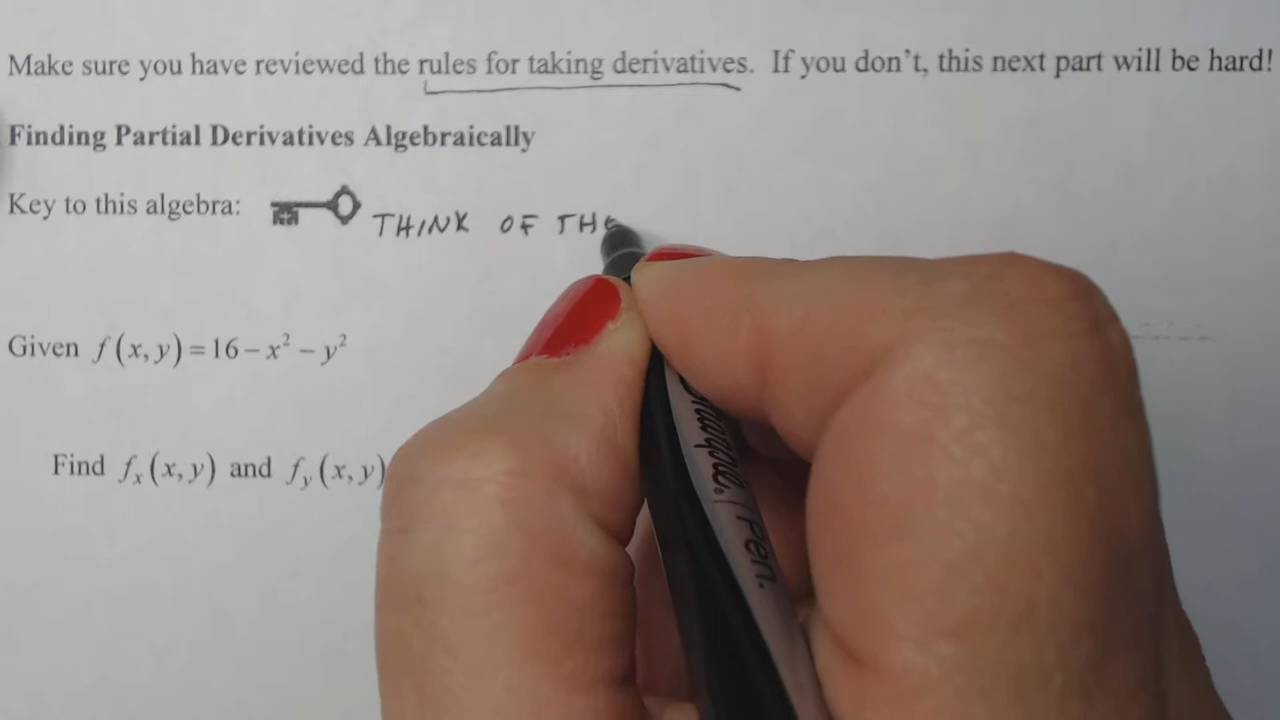 Make sure you have reviewed the rules for taking derivatives. If you don't, this next part will be hard!
Finding Partial Derivatives Algebraically
Key to this algebra: THINK OF THE
Given f(x, y) = 16 − x² − y²
Find fₓ(x, y) and f_y(x, y)
Pen.